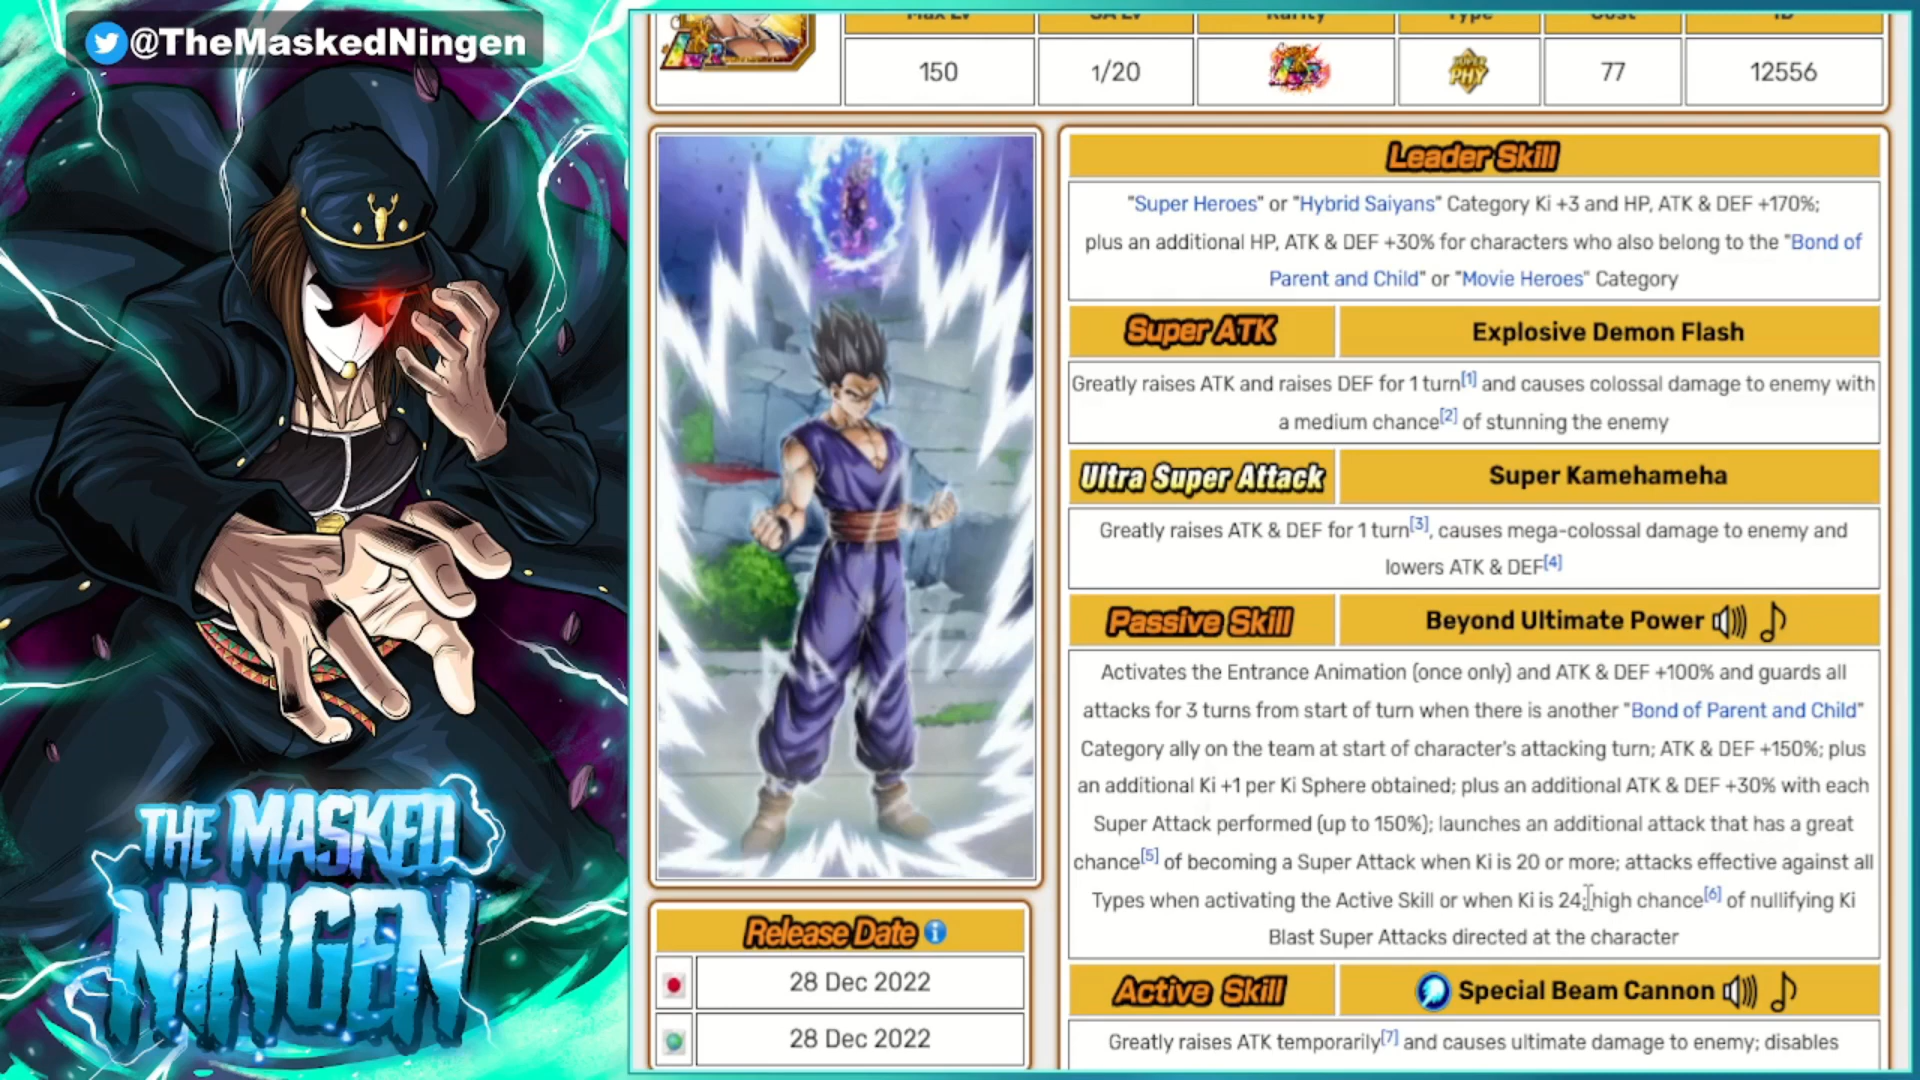 @TheMaskedNingen
Max Lv SA Lv Rarity Type Cost ID
150 1/20 SUPER PHY 77 12556
Leader Skill
"Super Heroes" or "Hybrid Saiyans" Category Ki +3 and HP, ATK & DEF +170%;
plus an additional HP, ATK & DEF +30% for characters who also belong to the "Bond of
Parent and Child" or "Movie Heroes" Category
Super ATK Explosive Demon Flash
Greatly raises ATK and raises DEF for 1 turn[1] and causes colossal damage to enemy with
a medium chance[2] of stunning the enemy
Ultra Super Attack Super Kamehameha
Greatly raises ATK & DEF for 1 turn[3], causes mega-colossal damage to enemy and
lowers ATK & DEF[4]
Passive Skill Beyond Ultimate Power
Activates the Entrance Animation (once only) and ATK & DEF +100% and guards all
attacks for 3 turns from start of turn when there is another "Bond of Parent and Child"
Category ally on the team at start of character's attacking turn; ATK & DEF +150%; plus
an additional Ki +1 per Ki Sphere obtained; plus an additional ATK & DEF +30% with each
Super Attack performed (up to 150%); launches an additional attack that has a great
chance[5] of becoming a Super Attack when Ki is 20 or more; attacks effective against all
Types when activating the Active Skill or when Ki is 24; high chance[6] of nullifying Ki
Blast Super Attacks directed at the character
Active Skill Special Beam Cannon
Greatly raises ATK temporarily[7] and causes ultimate damage to enemy; disables
Release Date
28 Dec 2022
28 Dec 2022
THE MASKED
NINGEN